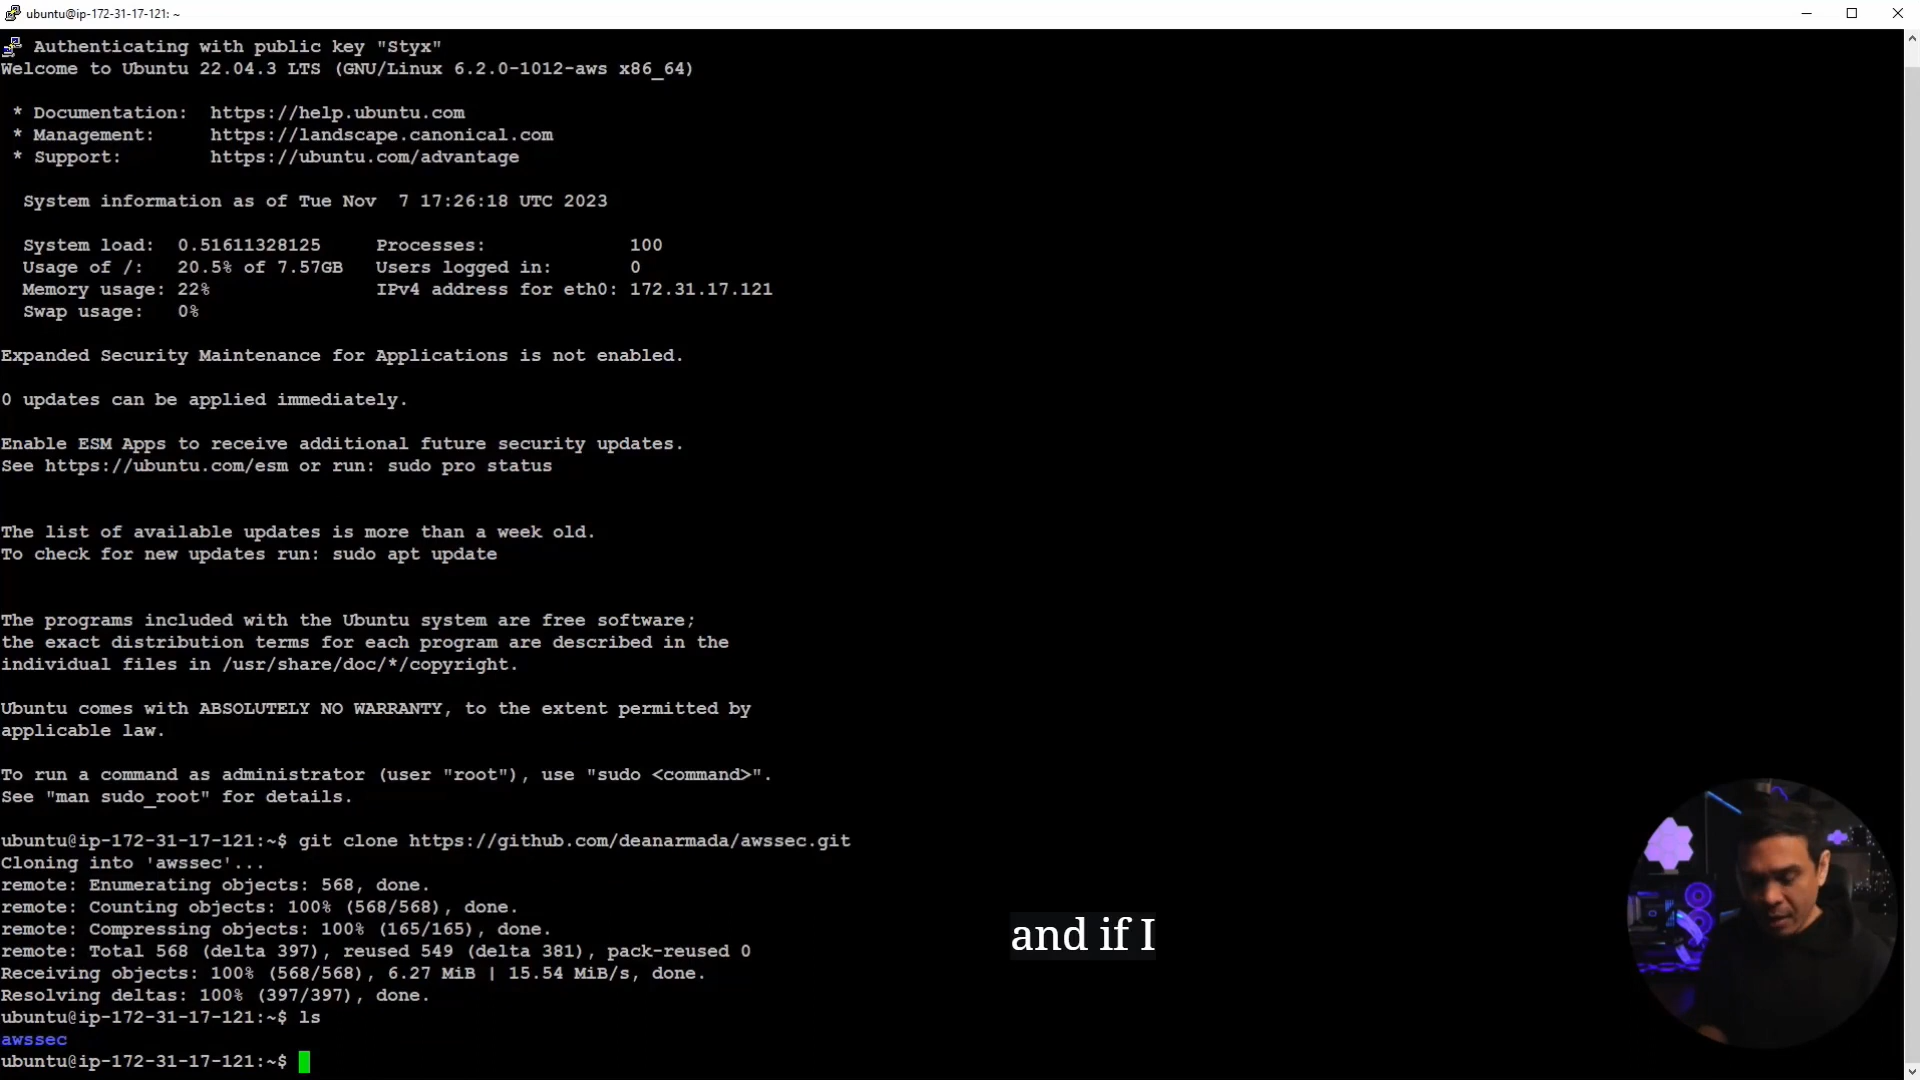 ubuntu@ip-172-31-17-121: ~
Authenticating with public key "Styx"
Welcome to Ubuntu 22.04.3 LTS (GNU/Linux 6.2.0-1012-aws x86_64)
* Documentation:  https://help.ubuntu.com
* Management:     https://landscape.canonical.com
* Support:        https://ubuntu.com/advantage
System information as of Tue Nov  7 17:26:18 UTC 2023
System load:  0.51611328125     Processes:             100
Usage of /:   20.5% of 7.57GB   Users logged in:       0
Memory usage: 22%               IPv4 address for eth0: 172.31.17.121
Swap usage:   0%
Expanded Security Maintenance for Applications is not enabled.
0 updates can be applied immediately.
Enable ESM Apps to receive additional future security updates.
See https://ubuntu.com/esm or run: sudo pro status
The list of available updates is more than a week old.
To check for new updates run: sudo apt update
The programs included with the Ubuntu system are free software;
the exact distribution terms for each program are described in the
individual files in /usr/share/doc/*/copyright.
Ubuntu comes with ABSOLUTELY NO WARRANTY, to the extent permitted by
applicable law.
To run a command as administrator (user "root"), use "sudo <command>".
See "man sudo_root" for details.
ubuntu@ip-172-31-17-121:~$ git clone https://github.com/deanarmada/awssec.git
Cloning into 'awssec'...
remote: Enumerating objects: 568, done.
remote: Counting objects: 100% (568/568), done.
remote: Compressing objects: 100% (165/165), done.
remote: Total 568 (delta 397), reused 549 (delta 381), pack-reused 0
Receiving objects: 100% (568/568), 6.27 MiB | 15.54 MiB/s, done.
Resolving deltas: 100% (397/397), done.
ubuntu@ip-172-31-17-121:~$ ls
awssec
ubuntu@ip-172-31-17-121:~$
and if I